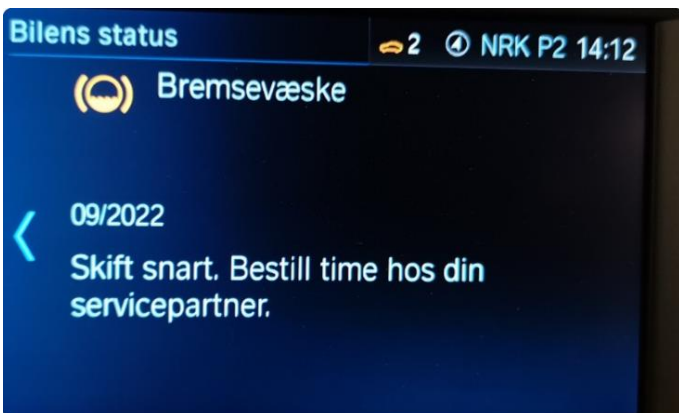 Bilens status
2 NRK P2 14:12
Bremsevæske
09/2022
Skift snart. Bestill time hos din
servicepartner.